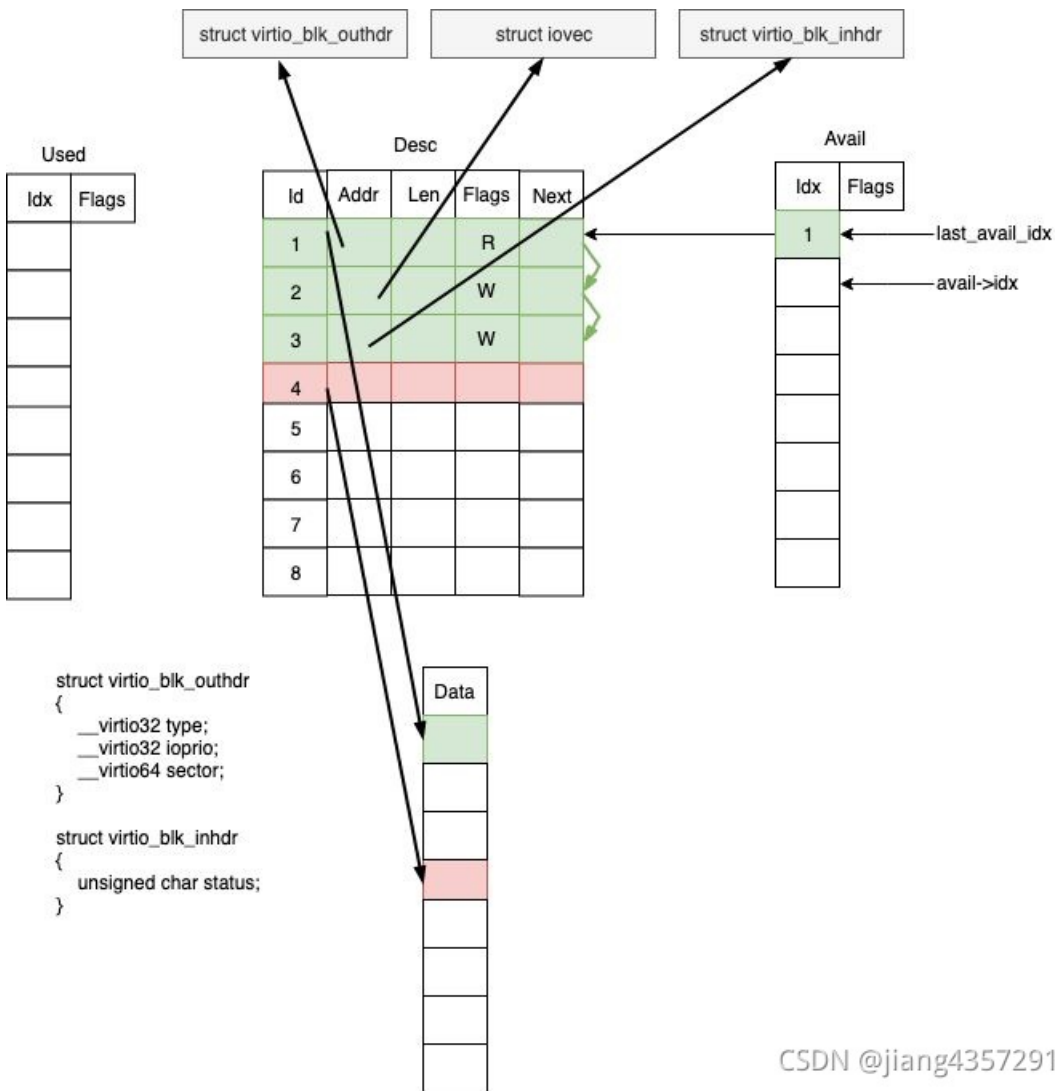 struct virtio_blk_outhdr
struct iovec
struct virtio_blk_inhdr
Used
Idx Flags
Desc
Id Addr Len Flags Next
1 R
2 W
3 W
4
5
6
7
8
Avail
Idx Flags
1
last_avail_idx
avail->idx
struct virtio_blk_outhdr
{
__virtio32 type;
__virtio32 ioprio;
__virtio64 sector;
}
struct virtio_blk_inhdr
{
unsigned char status;
}
Data
CSDN @jiang4357291